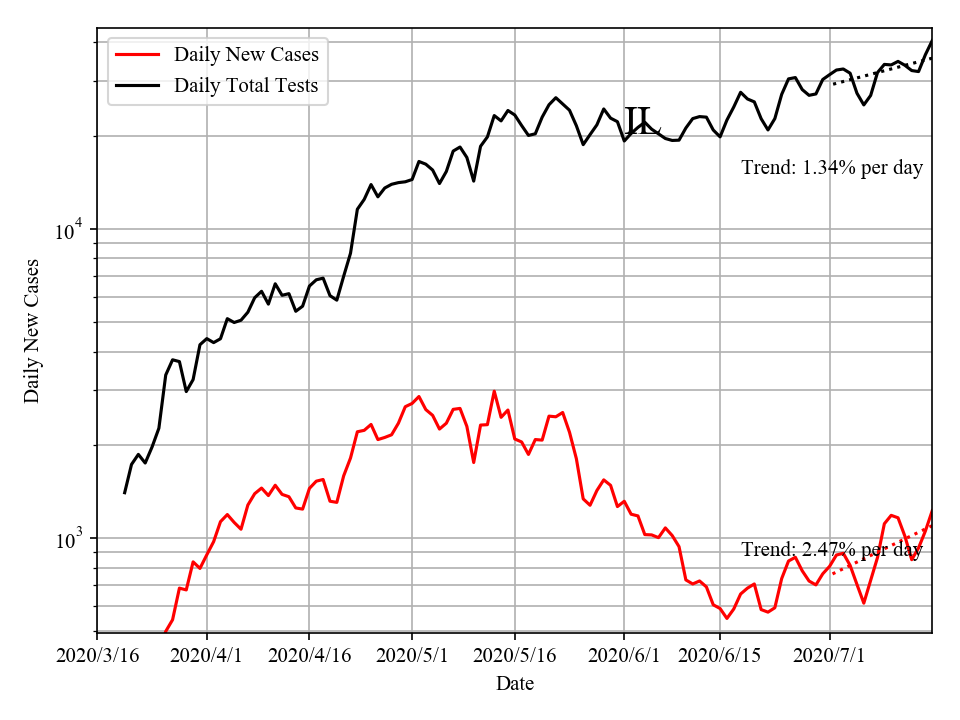 Daily New Cases
Daily Total Tests
IL
Trend: 1.34% per day
10^4
Daily New Cases
10^3
Trend: 2.47% per day
2020/3/16 2020/4/1 2020/4/16 2020/5/1 2020/5/16 2020/6/1 2020/6/15 2020/7/1
Date